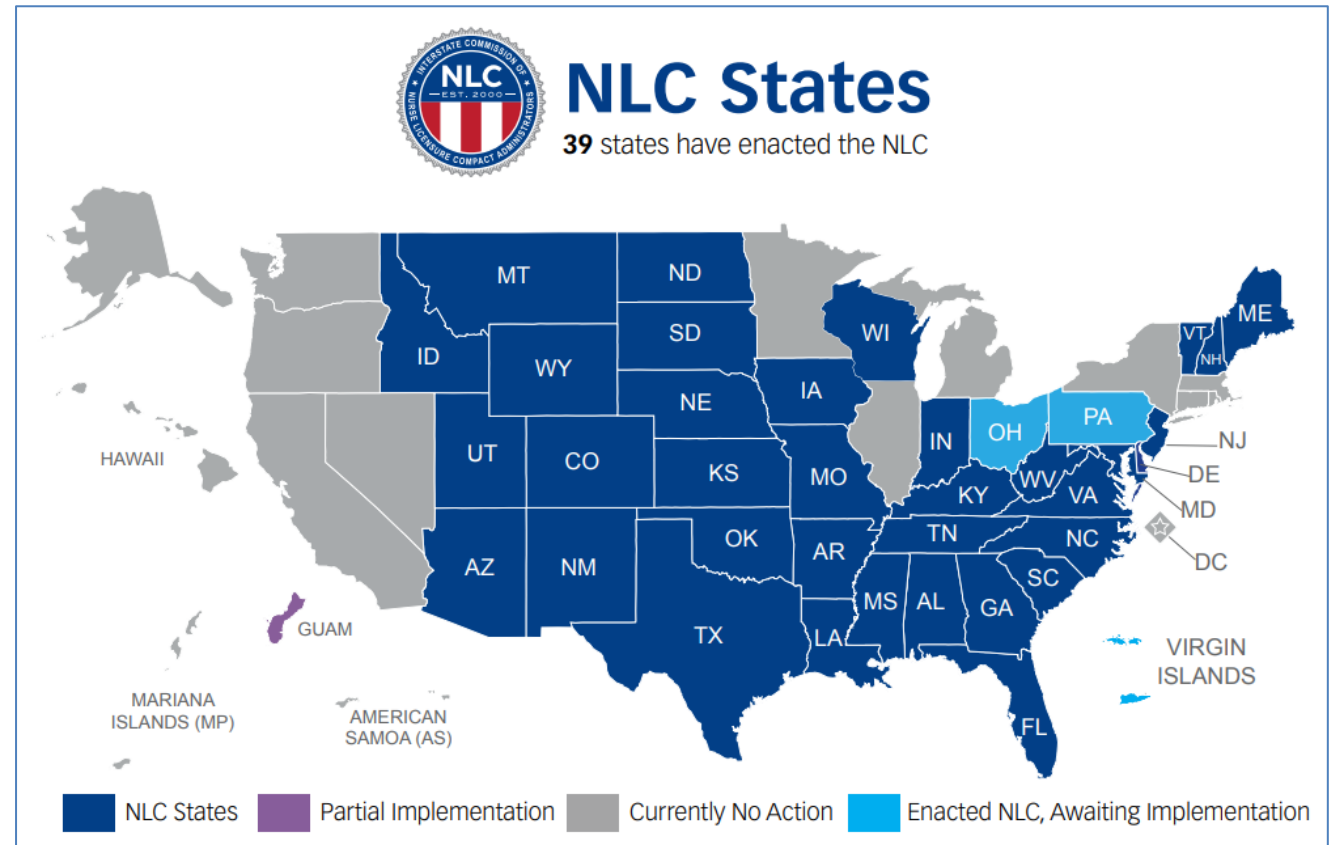 INTERSTATE COMMISSION OF
NLC
EST. 2000
NURSE LICENSURE COMPACT ADMINISTRATORS
NLC States
39 states have enacted the NLC
MT
ND
ME
VT
NH
WI
SD
ID
WY
IA
NE
PA
OH
IN
NJ
UT
CO
KS
MO
WV
VA
DE
KY
MD
HAWAII
OK
TN
NC
DC
AR
AZ
NM
SC
MS
AL
GA
GUAM
TX
LA
VIRGIN
ISLANDS
MARIANA
ISLANDS (MP)
AMERICAN
SAMOA (AS)
FL
NLC States
Partial Implementation
Currently No Action
Enacted NLC, Awaiting Implementation